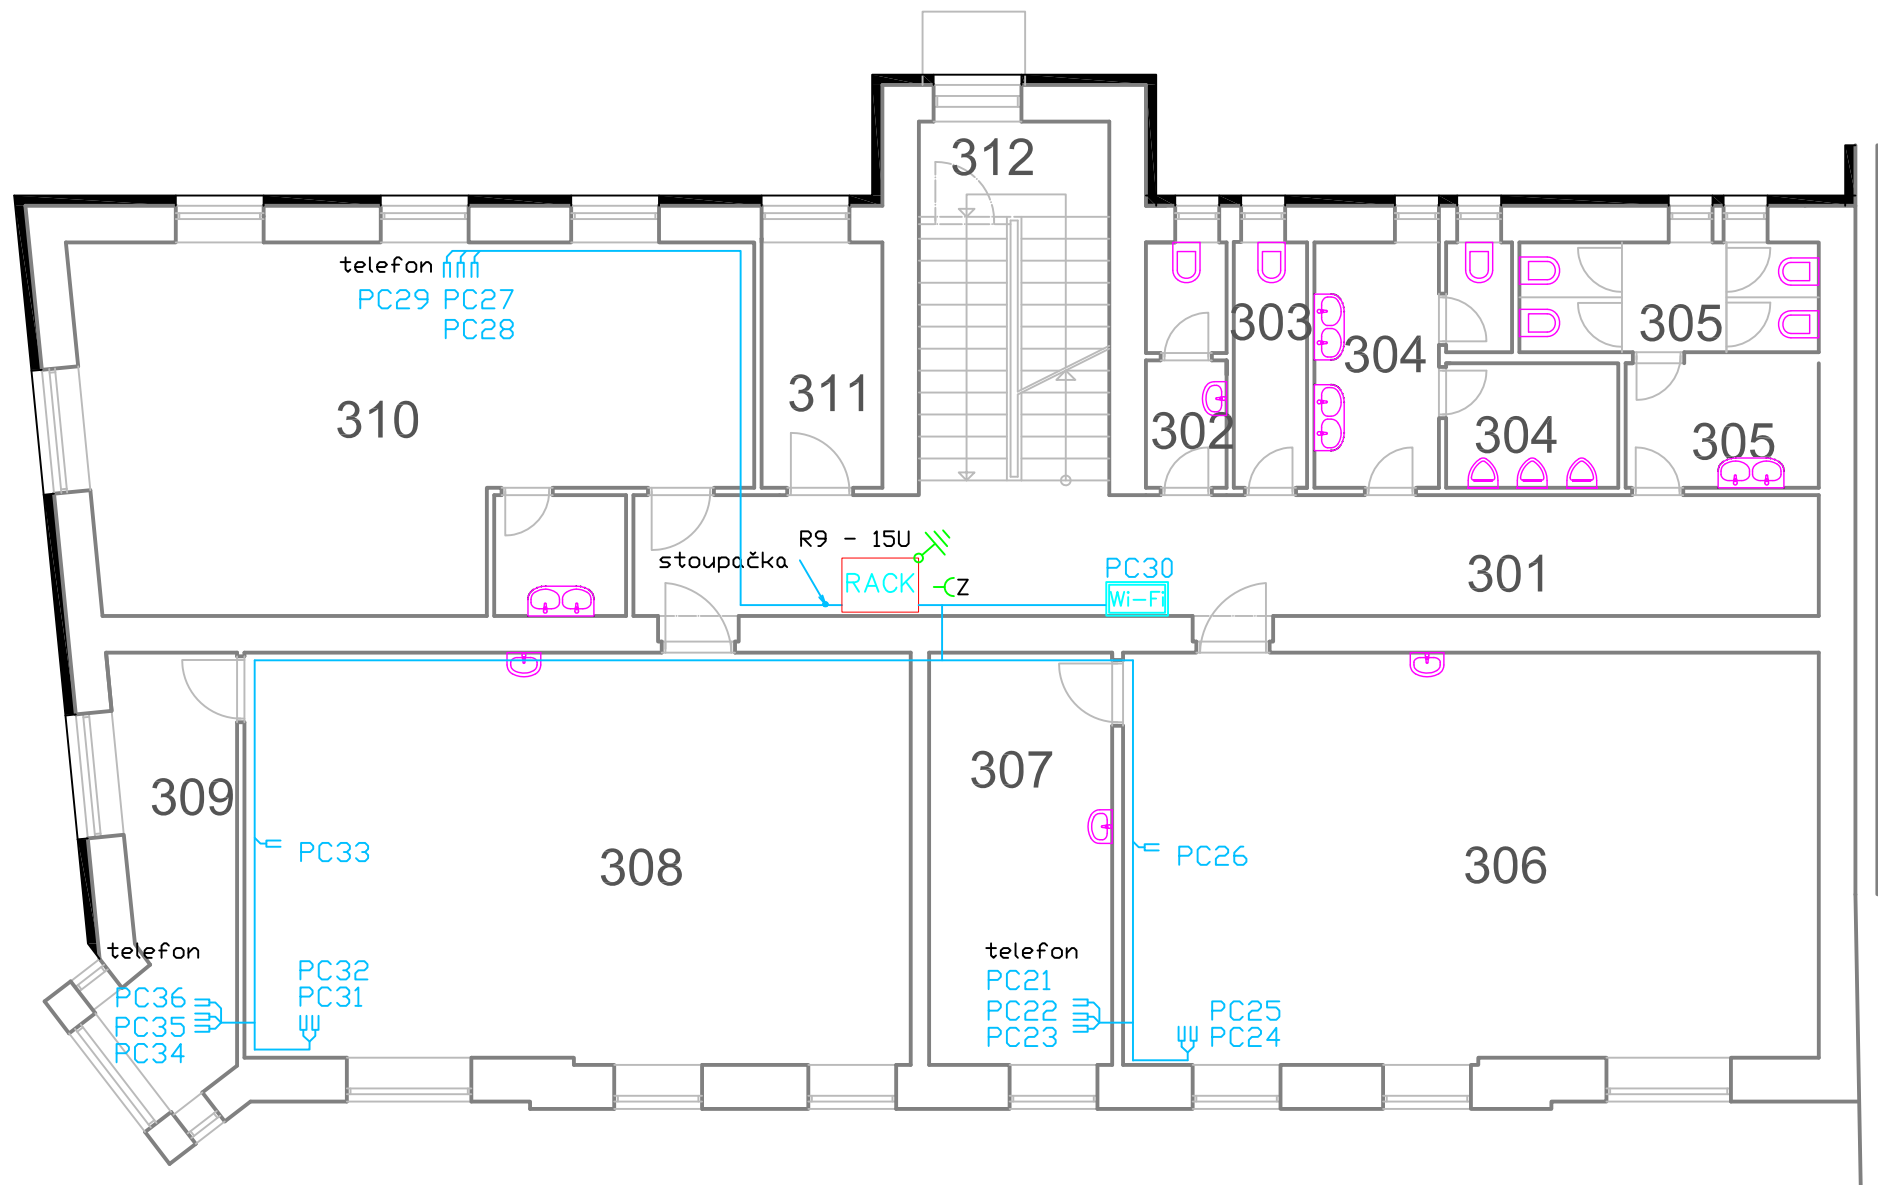 312
telefon
PC29 PC27
PC28
303
305
304
311
310
302
304
305
R9 - 15U
stoupačka
RACK
Z
PC30
Wi-Fi
301
309
307
PC33
308
PC26
306
telefon
PC36
PC35
PC34
PC32
PC31
telefon
PC21
PC22
PC23
PC25
PC24